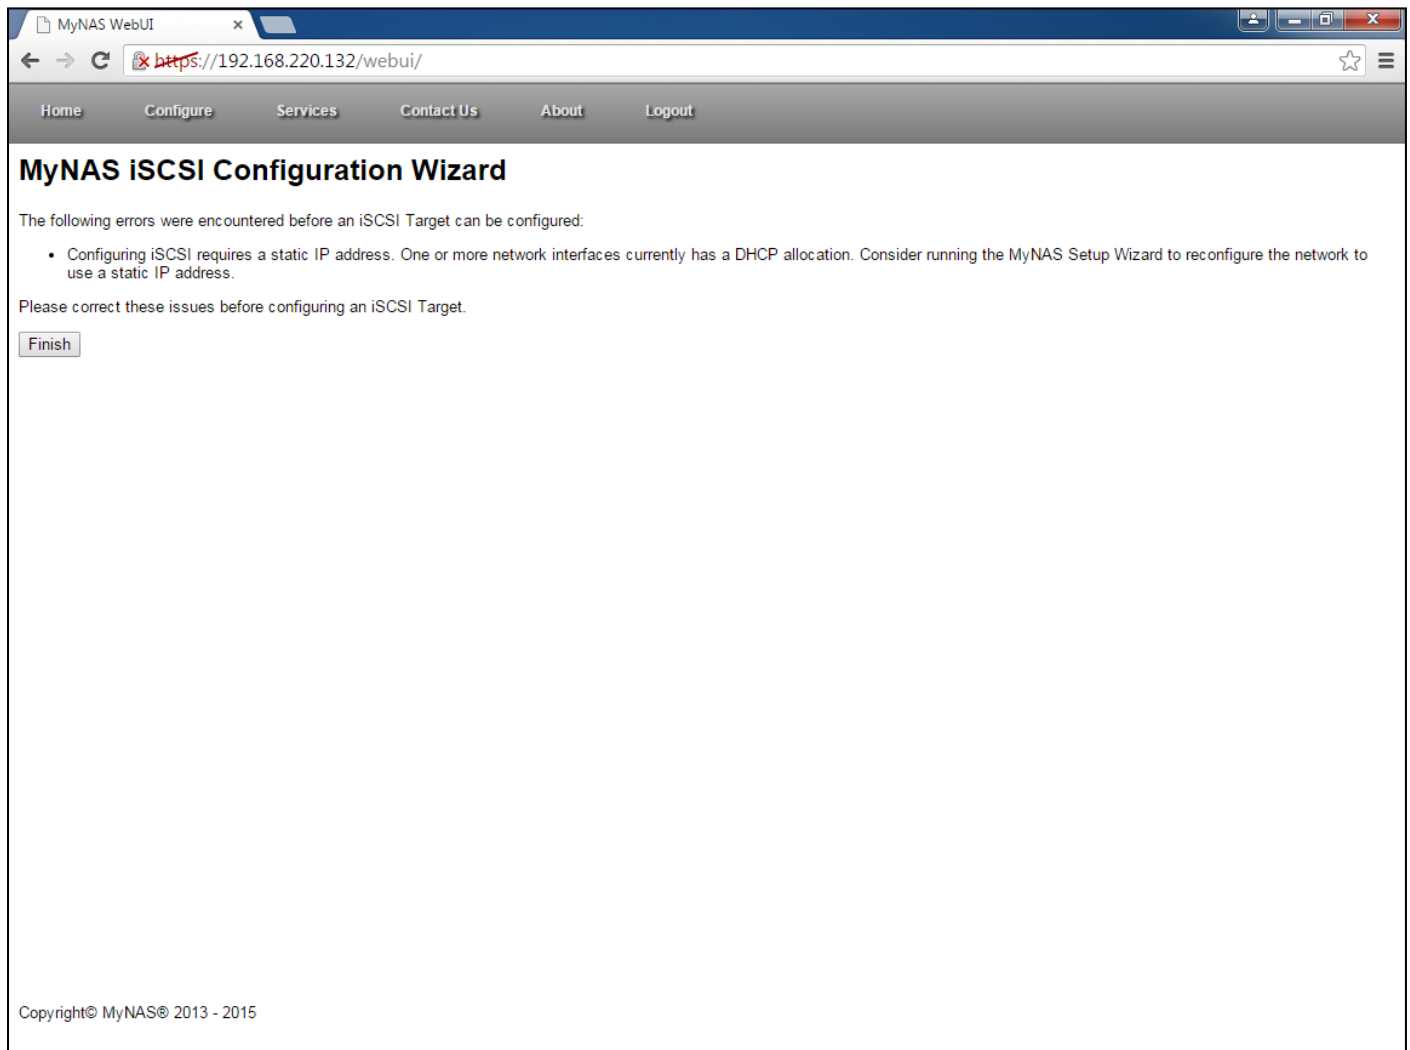 MyNAS WebUI
https://192.168.220.132/webui/
Home Configure Services Contact Us About Logout
MyNAS iSCSI Configuration Wizard
The following errors were encountered before an iSCSI Target can be configured:
• Configuring iSCSI requires a static IP address. One or more network interfaces currently has a DHCP allocation. Consider running the MyNAS Setup Wizard to reconfigure the network to
use a static IP address.
Please correct these issues before configuring an iSCSI Target.
Finish
Copyright© MyNAS® 2013 - 2015